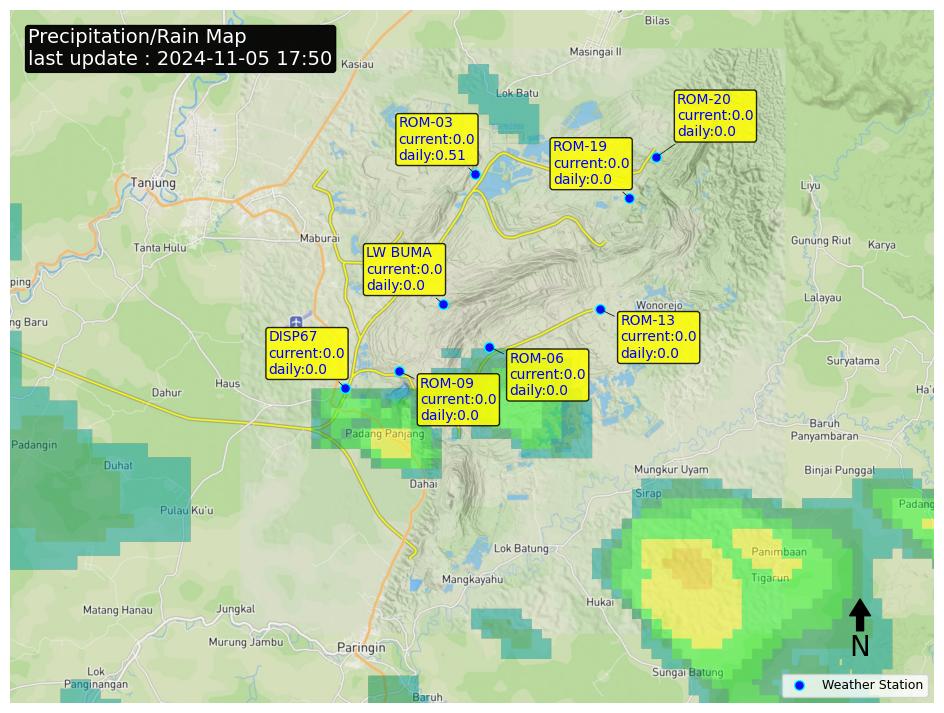 Precipitation/Rain Map
last update : 2024-11-05 17:50
Bilas
Masingai II
Kasiau
Lok Batu
ROM-20
current:0.0
daily:0.0
ROM-03
current:0.0
daily:0.51
ROM-19
current:0.0
daily:0.0
Tanjung
Liyu
Maburai
Tanta Hulu
Gunung Riut
Karya
LW BUMA
current:0.0
daily:0.0
ping
Lalayau
Wonorejo
ng Baru
ROM-13
current:0.0
daily:0.0
DISP67
current:0.0
daily:0.0
ROM-06
current:0.0
daily:0.0
Suryatama
ROM-09
current:0.0
daily:0.0
Haus
Dahur
Ha'
Baruh
Panyambaran
Padang Panjang
Padangin
Duhat
Mungkur Uyam
Binjai Punggal
Dahai
Sirap
Padang
Pulau Ku'u
Lok Batung
Panimbaan
Tigarun
Mangkayahu
Hukai
Matang Hanau
Jungkal
Murung Jambu
Paringin
N
Lok
Panginangan
Sungai Batung
Baruh
Weather Station